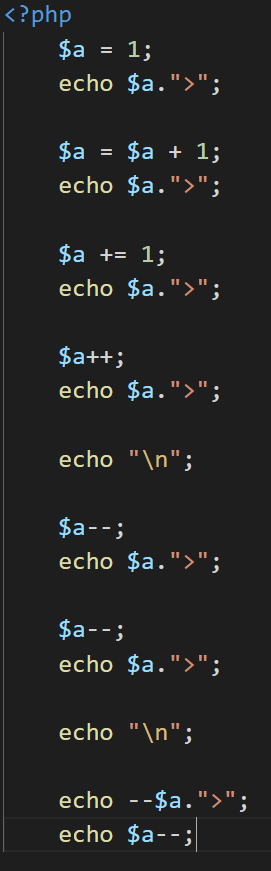 <?php
$a = 1;
echo $a.">";
$a = $a + 1;
echo $a.">";
$a += 1;
echo $a.">";
$a++;
echo $a.">";
echo "\n";
$a--;
echo $a.">";
$a--;
echo $a.">";
echo "\n";
echo --$a.">";
echo $a--;